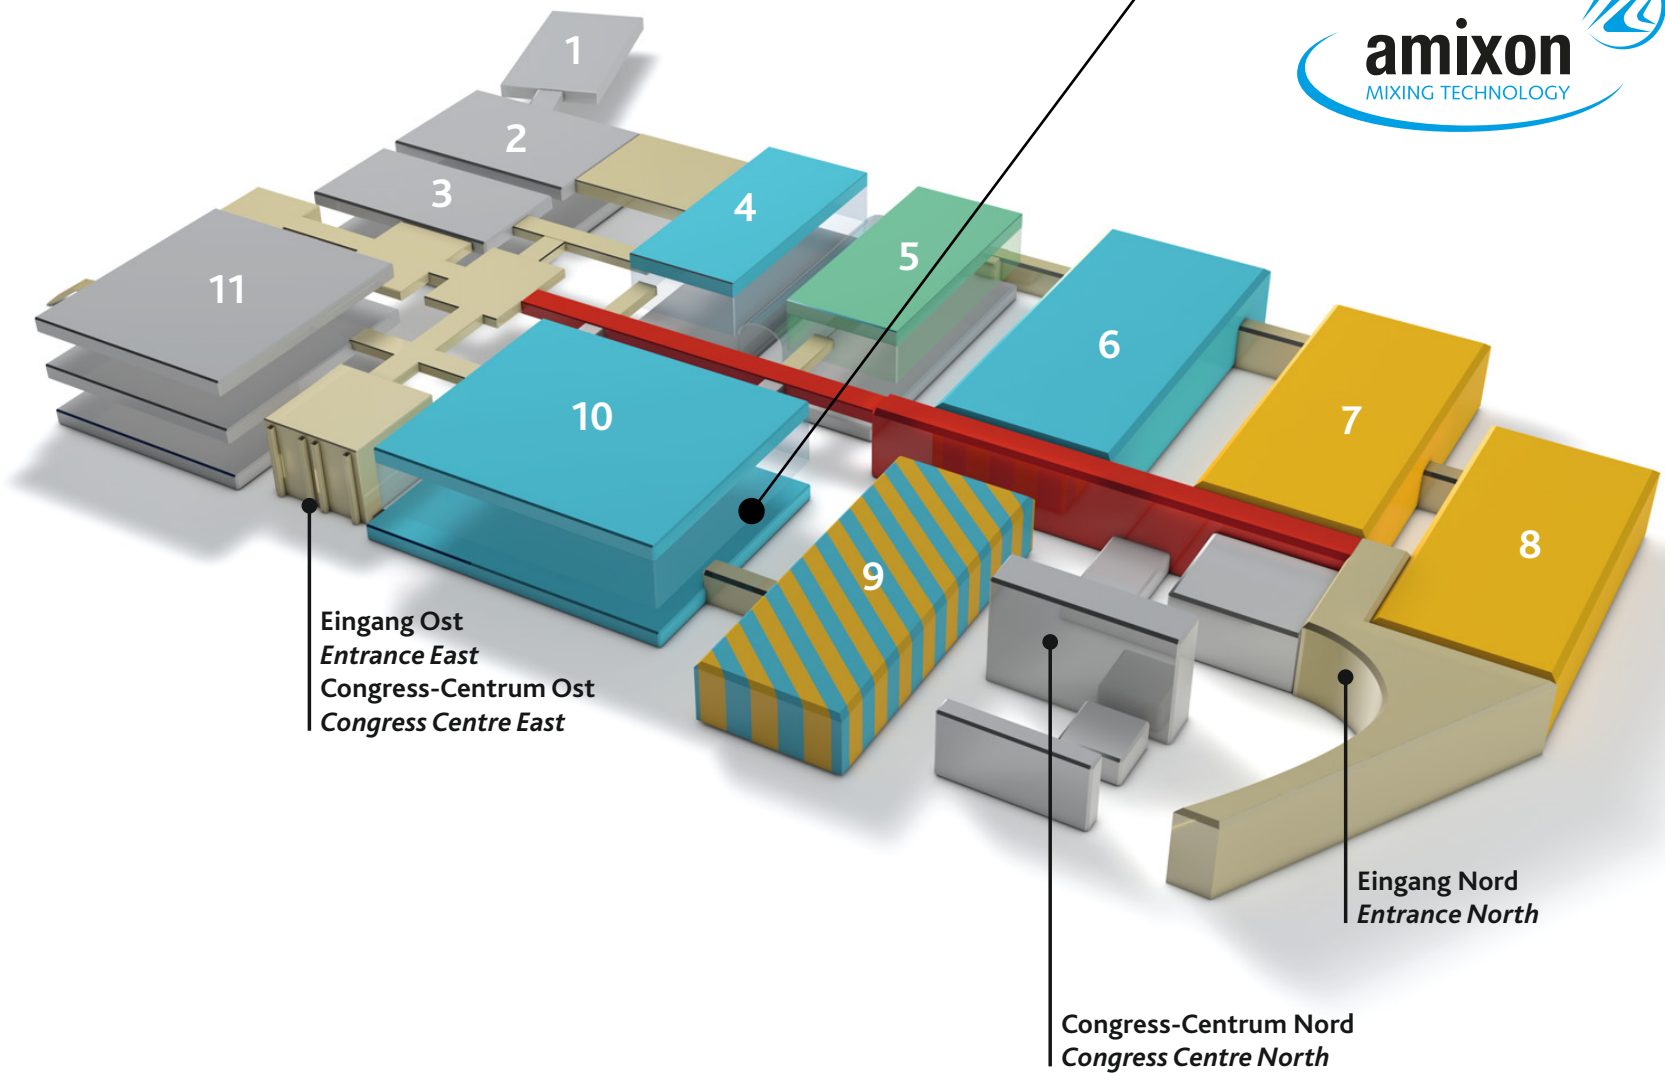 amixon
MIXING TECHNOLOGY
1
2
3
4
5
11
6
10
7
8
9
Eingang Ost
Entrance East
Congress-Centrum Ost
Congress Centre East
Eingang Nord
Entrance North
Congress-Centrum Nord
Congress Centre North